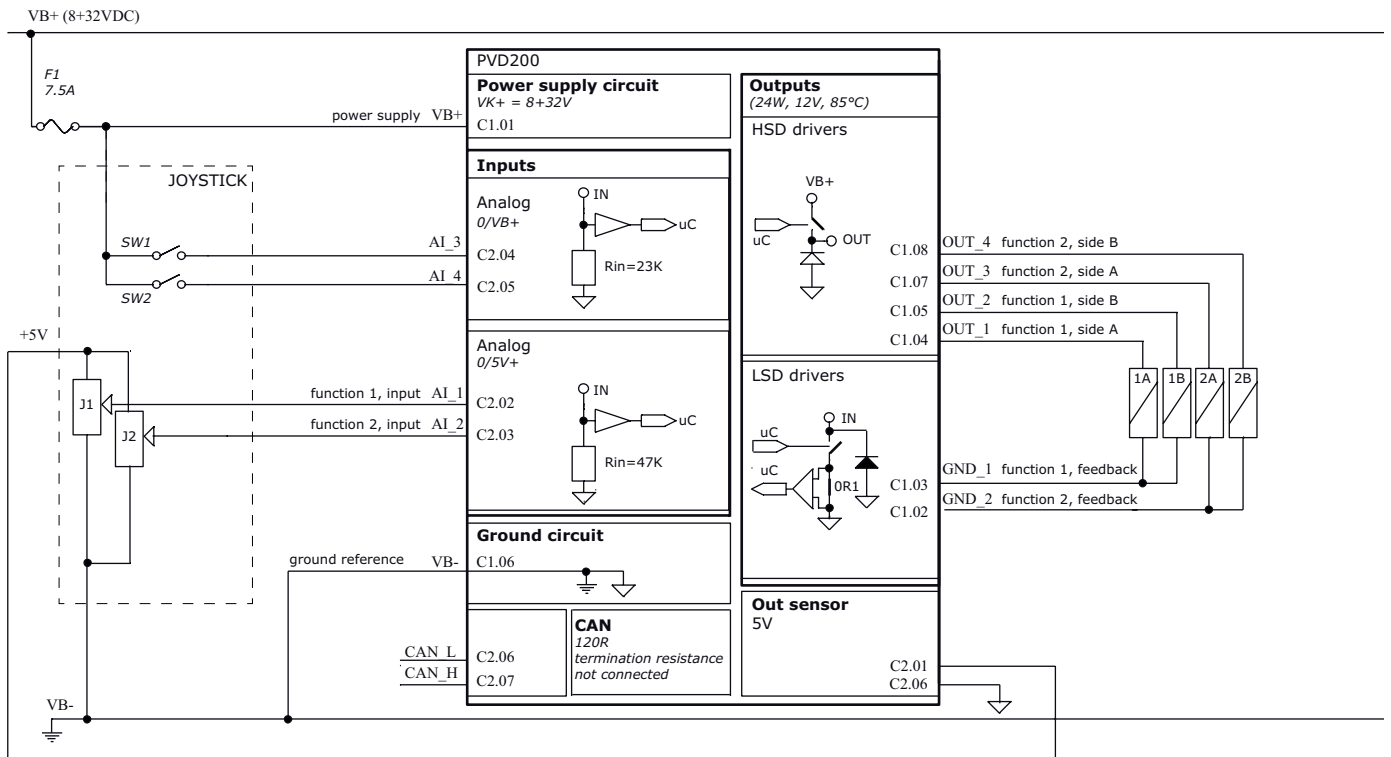 VB+ (8÷32VDC)
F1
7.5A
power supply VB+
JOYSTICK
SW1
SW2
AI_3
AI_4
+5V
J1
J2
function 1, input AI_1
function 2, input AI_2
ground reference VB-
CAN_L
CAN_H
VB-
PVD200
Power supply circuit
VK+ = 8÷32V
C1.01
Inputs
Analog
0/VB+
C2.04
C2.05
IN
uC
Rin=23K
Analog
0/5V+
C2.02
C2.03
IN
uC
Rin=47K
Ground circuit
C1.06
C2.06
C2.07
CAN
120R
termination resistance
not connected
Outputs
(24W, 12V, 85°C)
HSD drivers
VB+
uC
OUT
C1.08
C1.07
C1.05
C1.04
LSD drivers
IN
uC
uC
0R1
C1.03
C1.02
Out sensor
5V
C2.01
C2.06
OUT_4 function 2, side B
OUT_3 function 2, side A
OUT_2 function 1, side B
OUT_1 function 1, side A
1A 1B 2A 2B
GND_1 function 1, feedback
GND_2 function 2, feedback